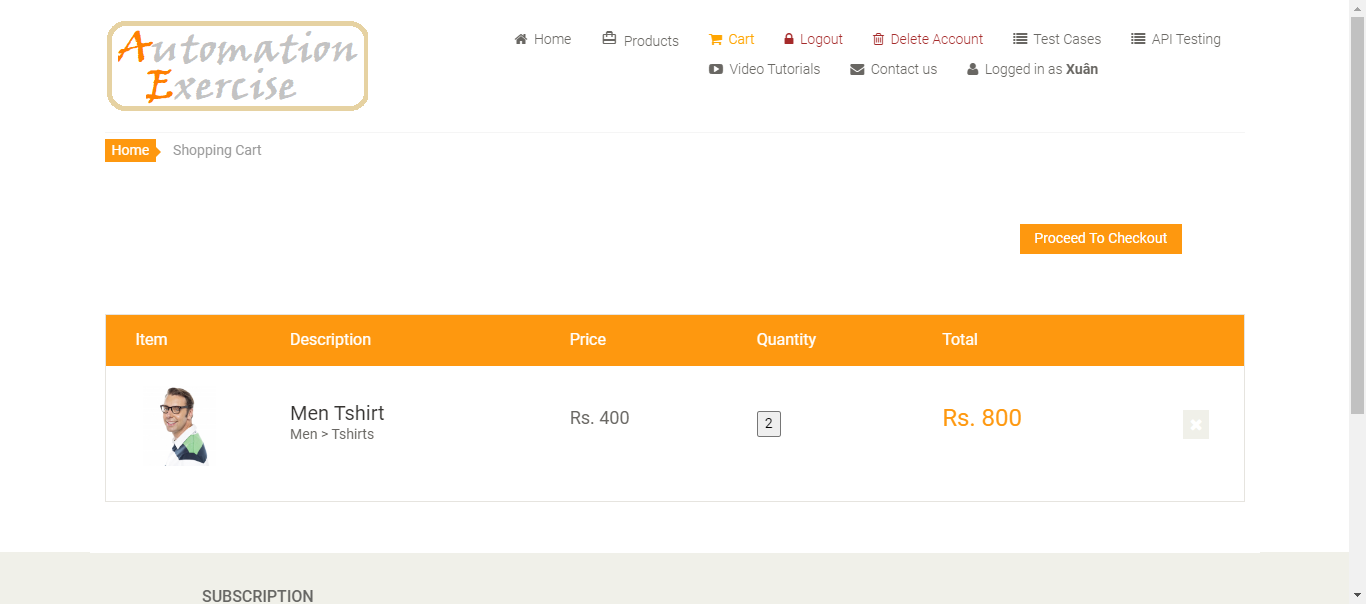 Automation
Exercise
Home Products Cart Logout Delete Account Test Cases API Testing
Video Tutorials Contact us Logged in as Xuân
Home Shopping Cart
Proceed To Checkout
Item Description Price Quantity Total
Men Tshirt Rs. 400 2 Rs. 800
Men > Tshirts
SUBSCRIPTION